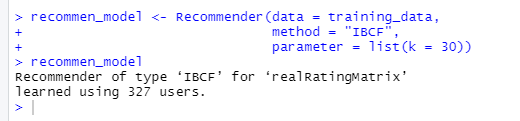 > recommen_model <- Recommender(data = training_data,
+                               method = "IBCF",
+                               parameter = list(k = 30))
> recommen_model
Recommender of type ‘IBCF’ for ‘realRatingMatrix’
learned using 327 users.
>